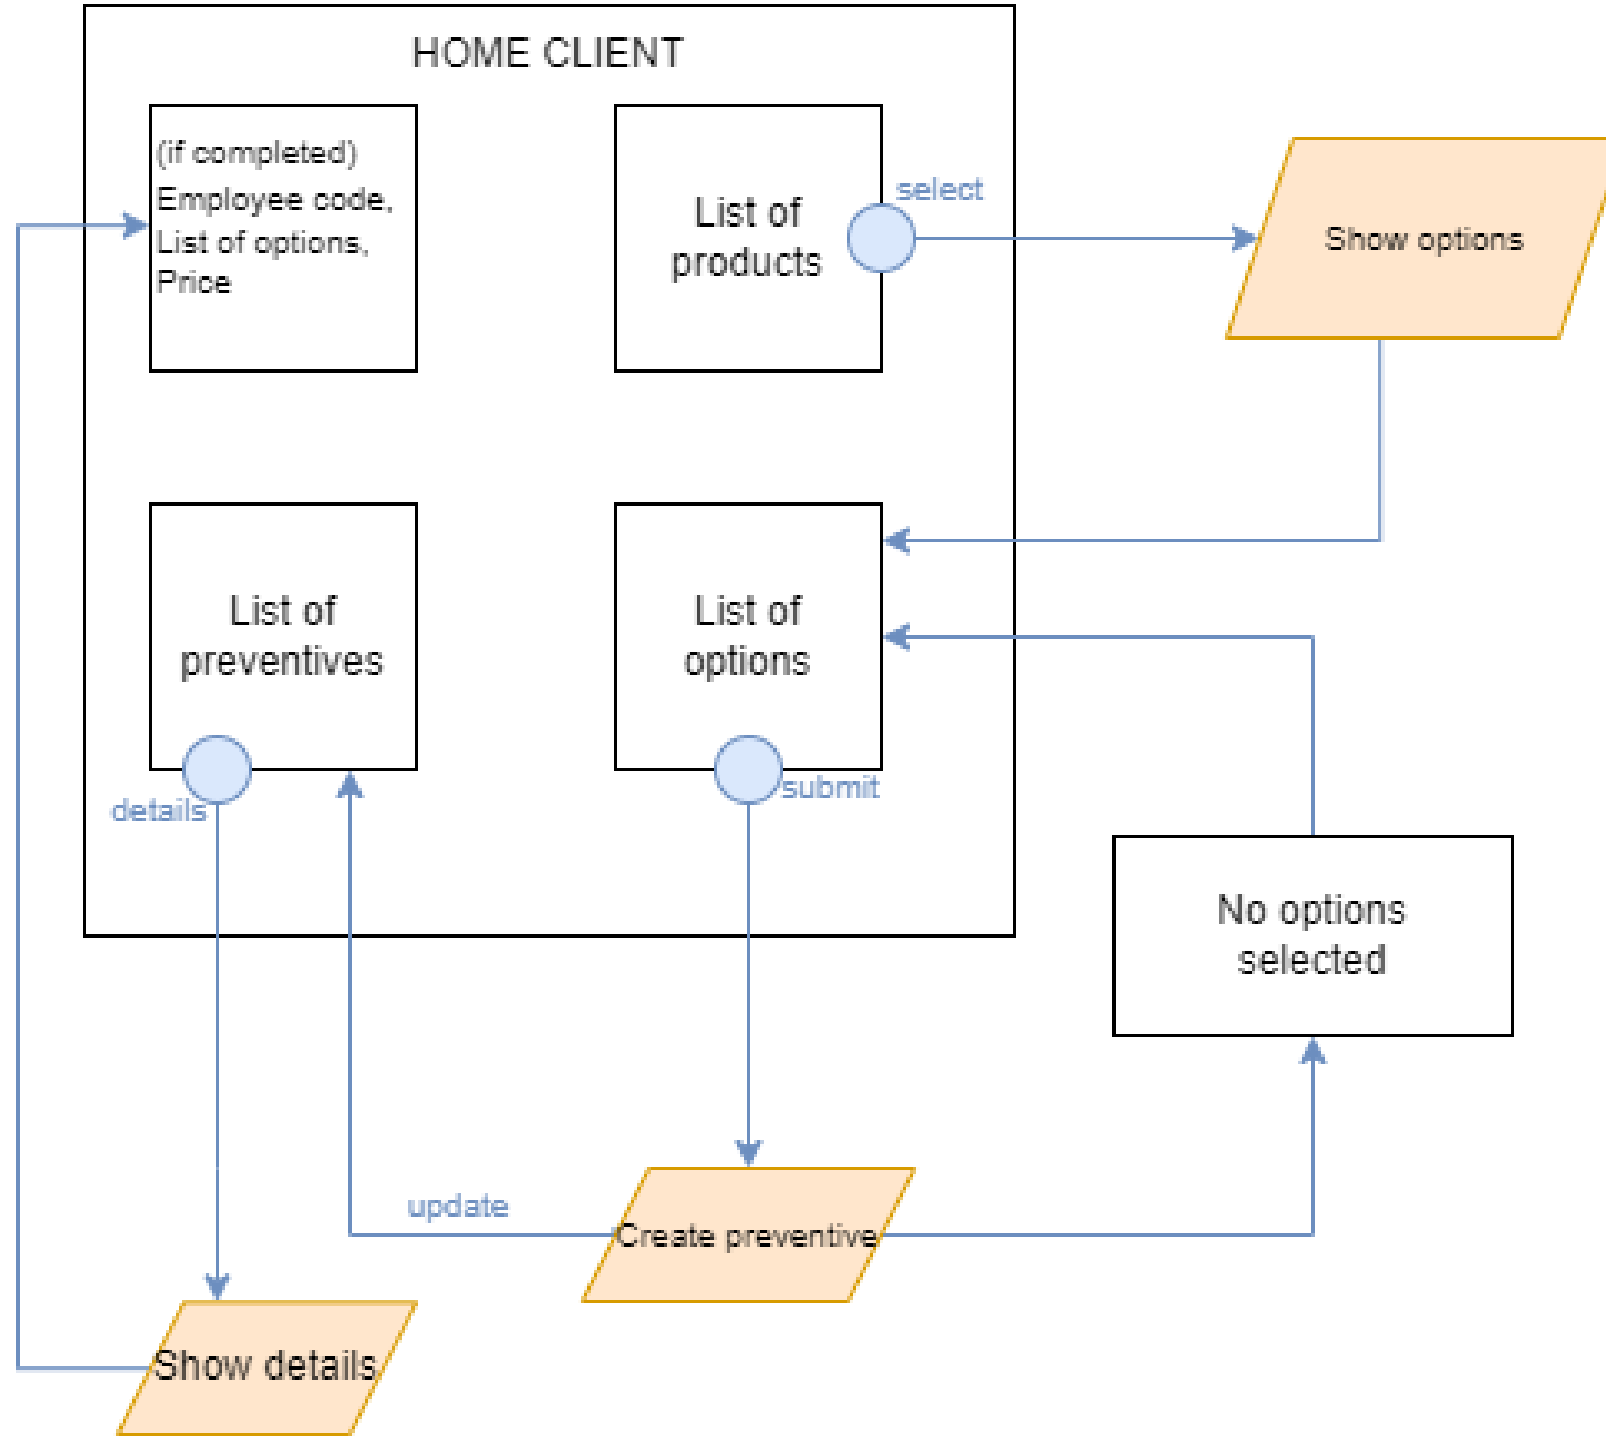 HOME CLIENT
(if completed)
Employee code,
List of options,
Price
List of
products
select
Show options
List of
preventives
List of
options
details
submit
No options
selected
update
Create preventive
Show details